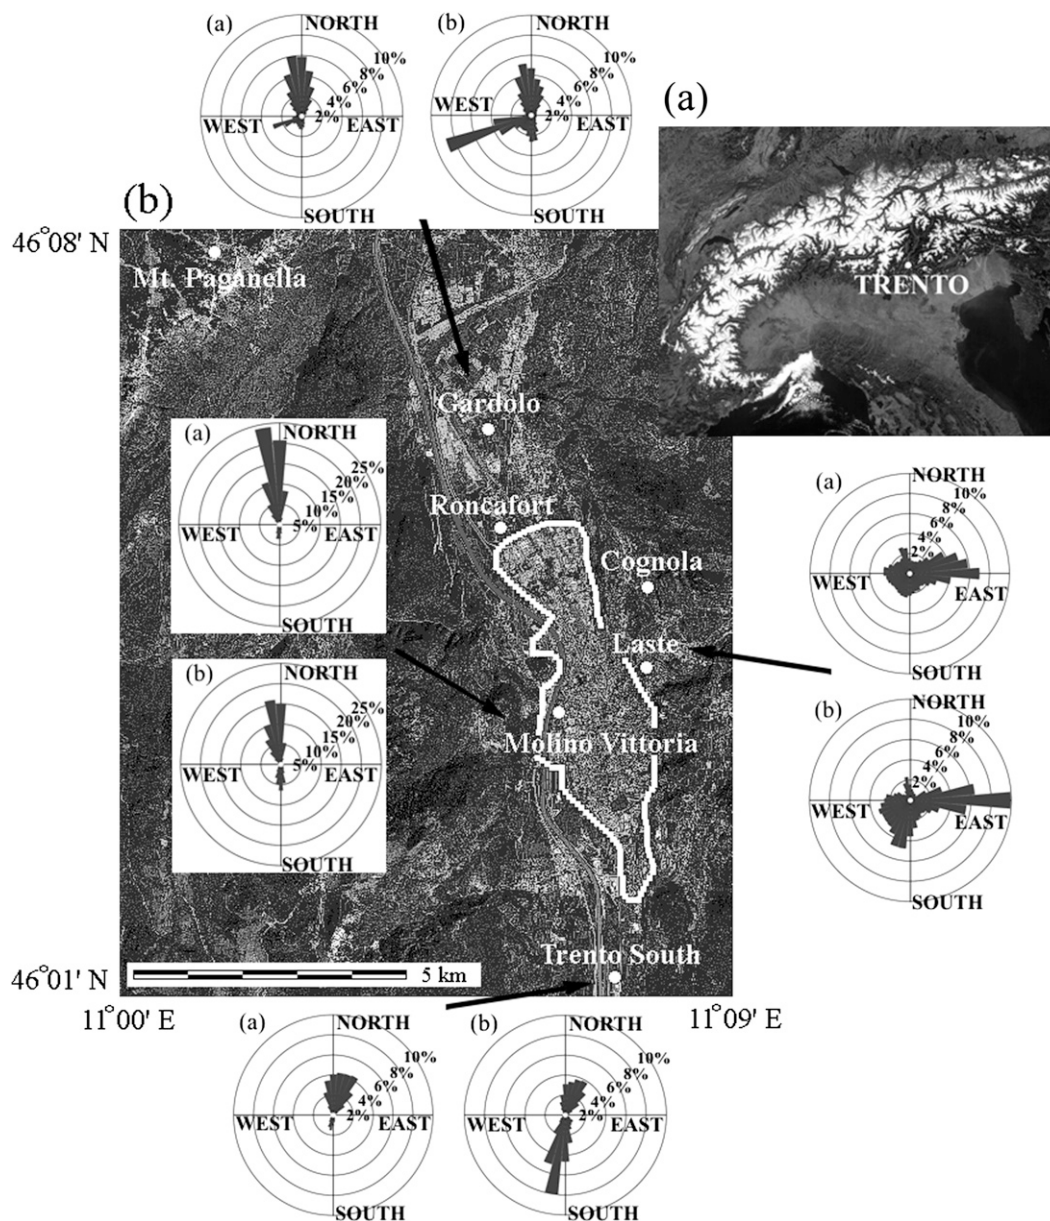 (a)
NORTH
10%
8%
6%
4%
2%
WEST
EAST
SOUTH
(b)
NORTH
10%
8%
6%
4%
2%
WEST
EAST
SOUTH
(a)
TRENTO
(b)
46°08' N
Mt. Paganella
Gardolo
Roncafort
Cognola
Laste
Molino Vittoria
Trento South
5 km
46°01' N
11°00' E
11°09' E
(a)
NORTH
25%
20%
15%
10%
5%
WEST
EAST
SOUTH
(b)
NORTH
25%
20%
15%
10%
5%
WEST
EAST
SOUTH
(a)
NORTH
10%
8%
6%
4%
2%
WEST
EAST
SOUTH
(b)
NORTH
10%
8%
6%
4%
2%
WEST
EAST
SOUTH
(a)
NORTH
10%
8%
6%
4%
2%
WEST
EAST
SOUTH
(b)
NORTH
10%
8%
6%
4%
2%
WEST
EAST
SOUTH